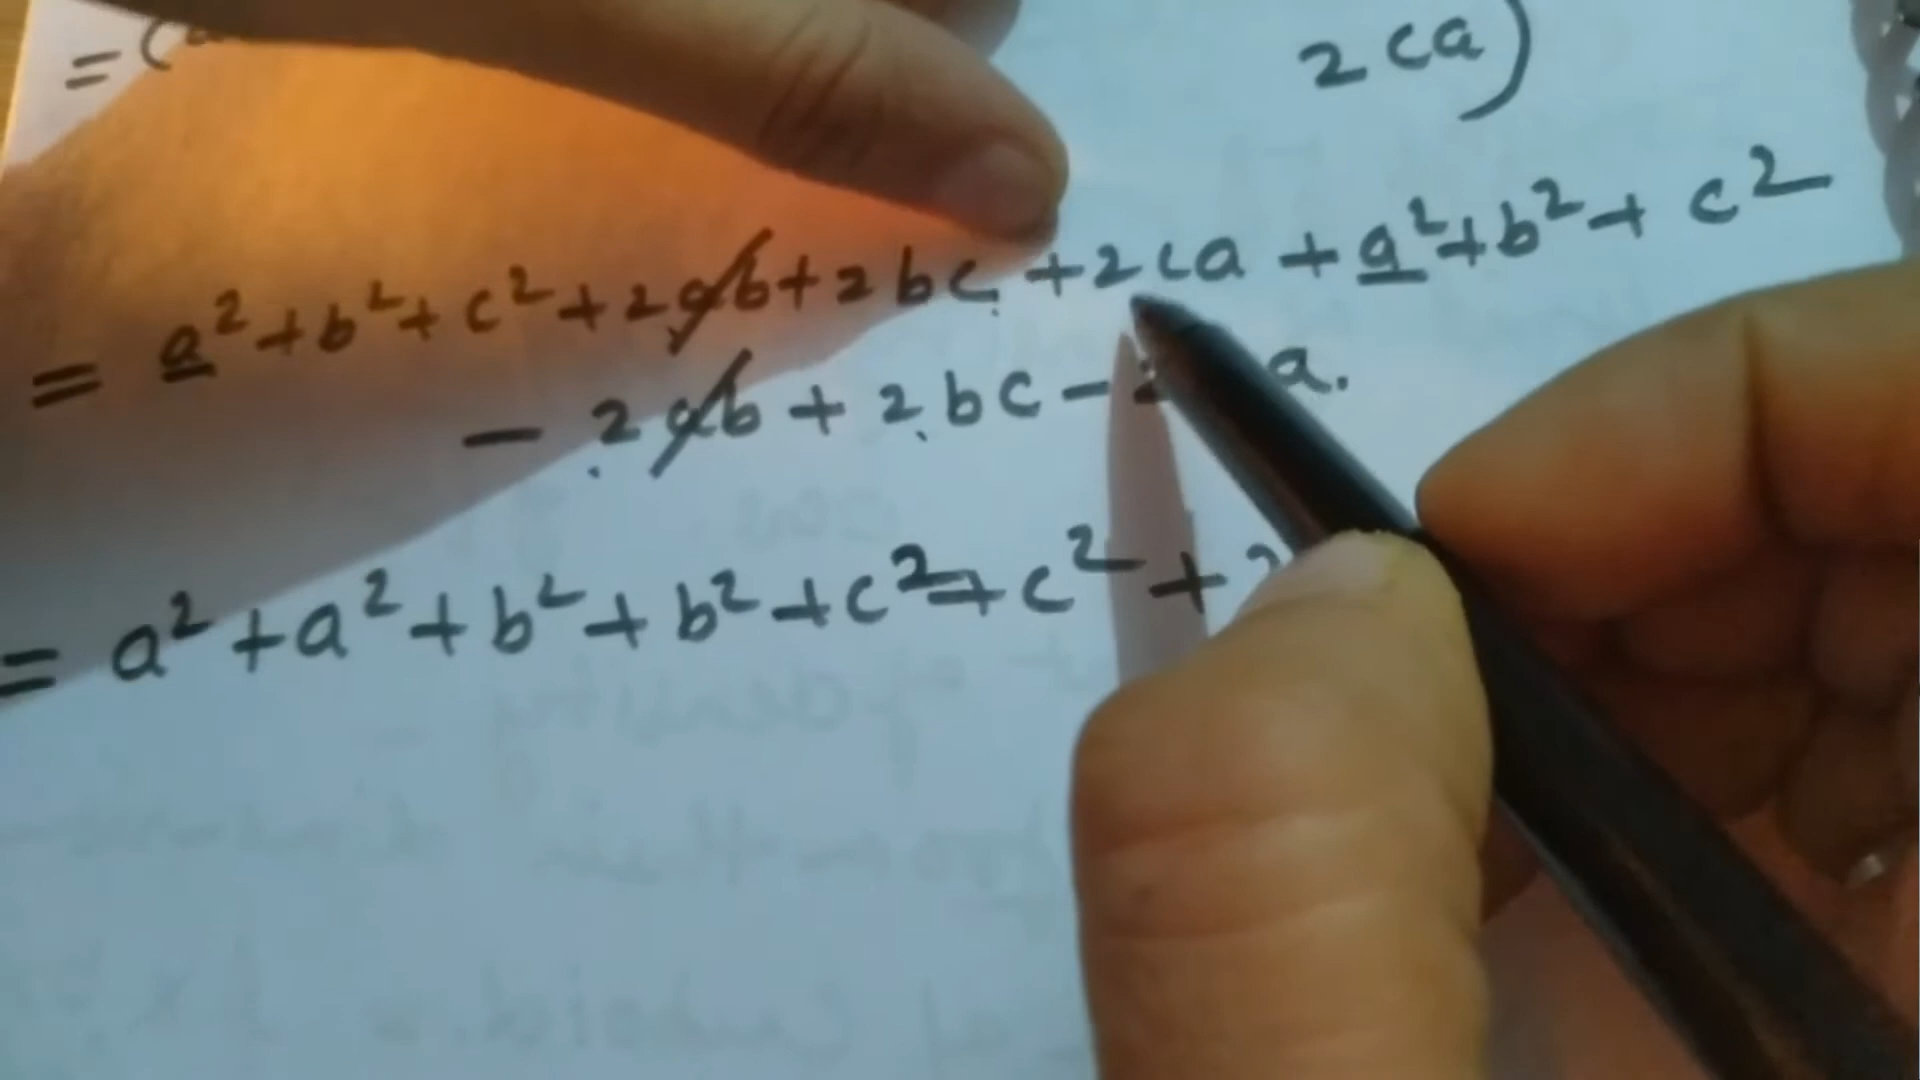 = (
2ca)
= a²+b²+c²+2ab+2bc+2ca+a²+b²+c²
- 2ab + 2bc - a.
= a²+a²+b²+b²+c²+c²+